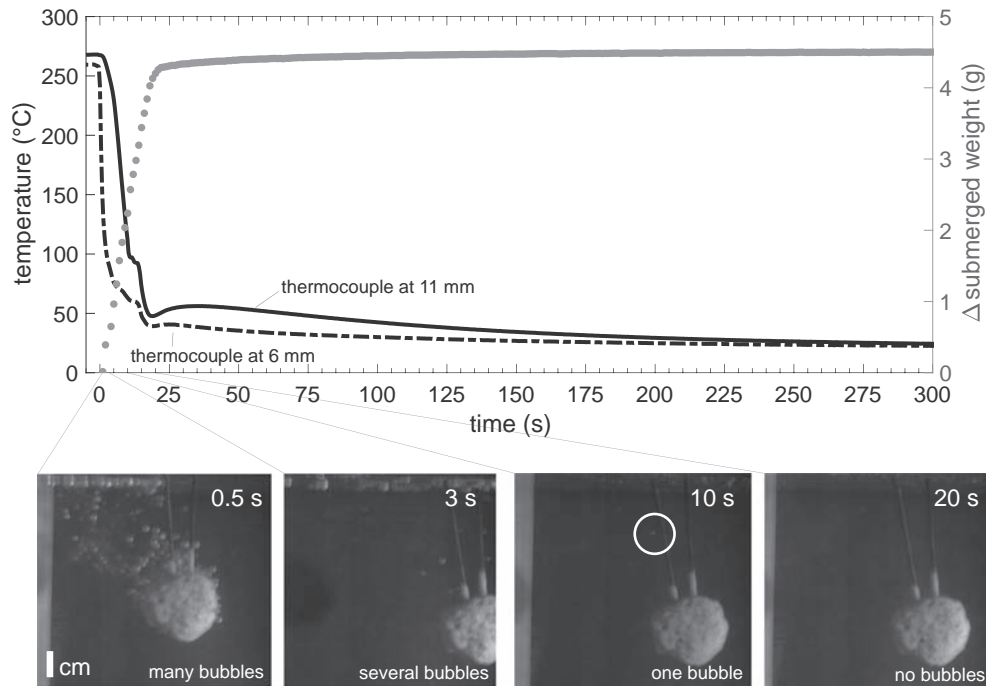 300
250
200
150
100
50
0
temperature (°C)
5
4
3
2
1
0
Δ submerged weight (g)
thermocouple at 11 mm
thermocouple at 6 mm
0 25 50 75 100 125 150 175 200 225 250 275 300
time (s)
0.5 s
cm
many bubbles
3 s
several bubbles
10 s
one bubble
20 s
no bubbles